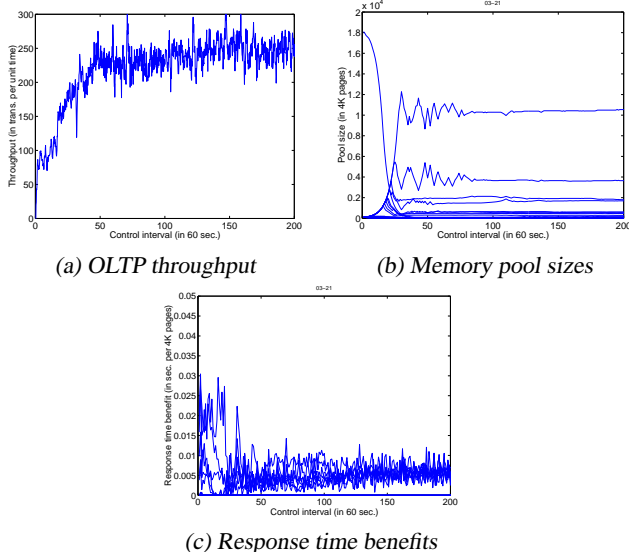 300
250
200
150
100
50
0
0 50 100 150 200
Throughput (in trans. per unit time)
Control interval (in 60 sec.)
(a) OLTP throughput
03-21
x 10^4
2
1.8
1.6
1.4
1.2
1
0.8
0.6
0.4
0.2
0
0 50 100 150 200
Pool size (in 4K pages)
Control interval (in 60 sec.)
(b) Memory pool sizes
03-21
0.05
0.045
0.04
0.035
0.03
0.025
0.02
0.015
0.01
0.005
0
0 50 100 150 200
Response time benefit (in sec. per 4K pages)
Control interval (in 60 sec.)
(c) Response time benefits